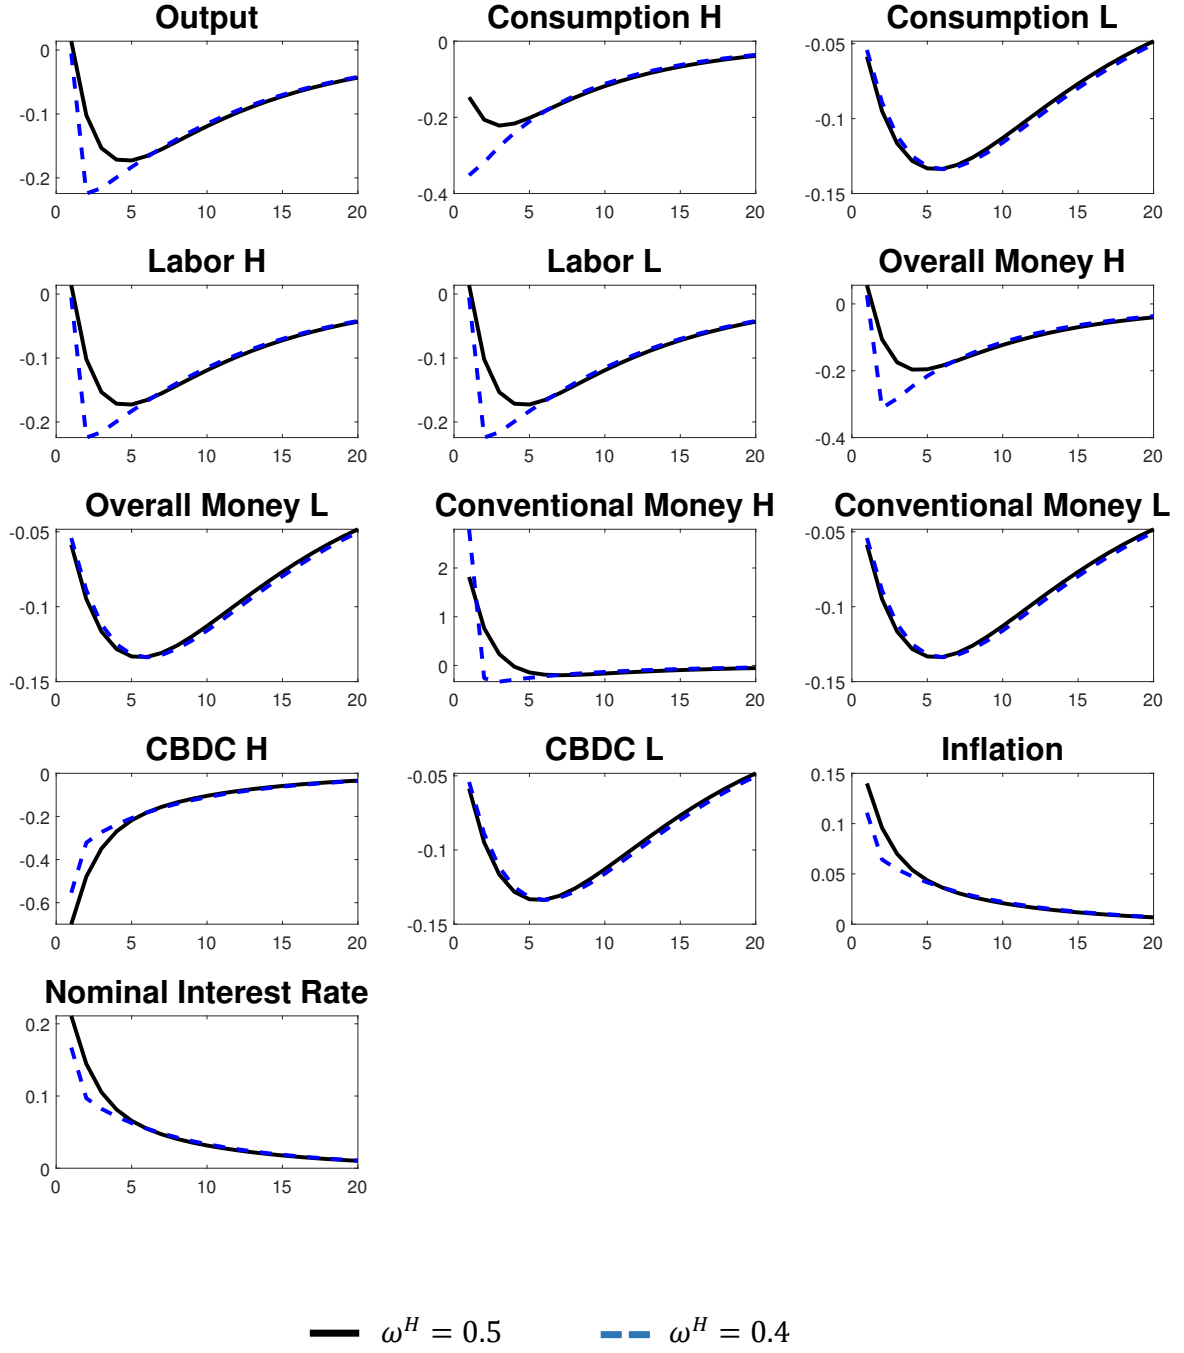 Output Consumption H Consumption L
0 0 -0.05
-0.1 -0.2 -0.1
-0.2 -0.4 -0.15
0 5 10 15 20 0 5 10 15 20 0 5 10 15 20
Labor H Labor L Overall Money H
0 0 0
-0.1 -0.1 -0.2
-0.2 -0.2 -0.4
0 5 10 15 20 0 5 10 15 20 0 5 10 15 20
Overall Money L Conventional Money H Conventional Money L
-0.05 2 -0.05
-0.1 1 -0.1
-0.15 0 -0.15
0 5 10 15 20 0 5 10 15 20 0 5 10 15 20
CBDC H CBDC L Inflation
0 -0.05 0.15
-0.2 -0.1 0.1
-0.4 -0.15 0.05
-0.6 0
0 5 10 15 20 0 5 10 15 20 0 5 10 15 20
Nominal Interest Rate
0.2
0.1
0
0 5 10 15 20
ω^H = 0.5 ω^H = 0.4